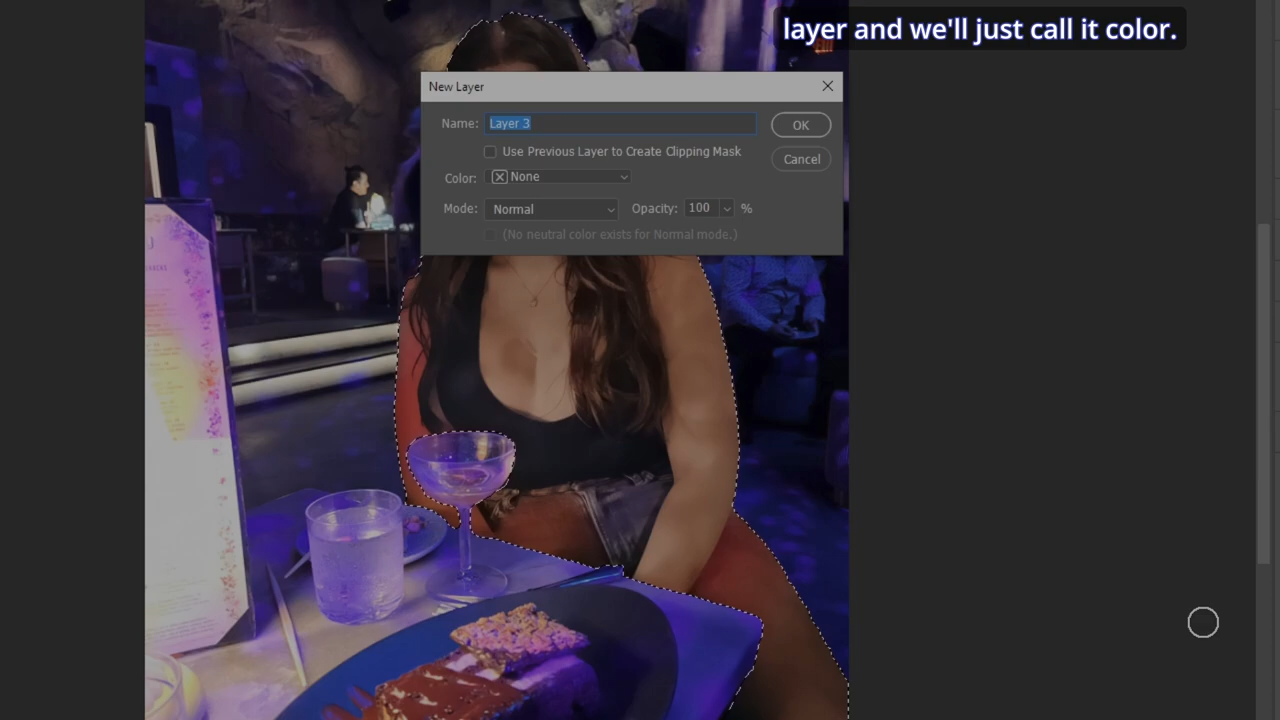 layer and we'll just call it color.
New Layer
Name: Layer 3
OK
Use Previous Layer to Create Clipping Mask
Cancel
Color: None
Mode: Normal Opacity: 100 %
(No neutral color exists for Normal mode.)